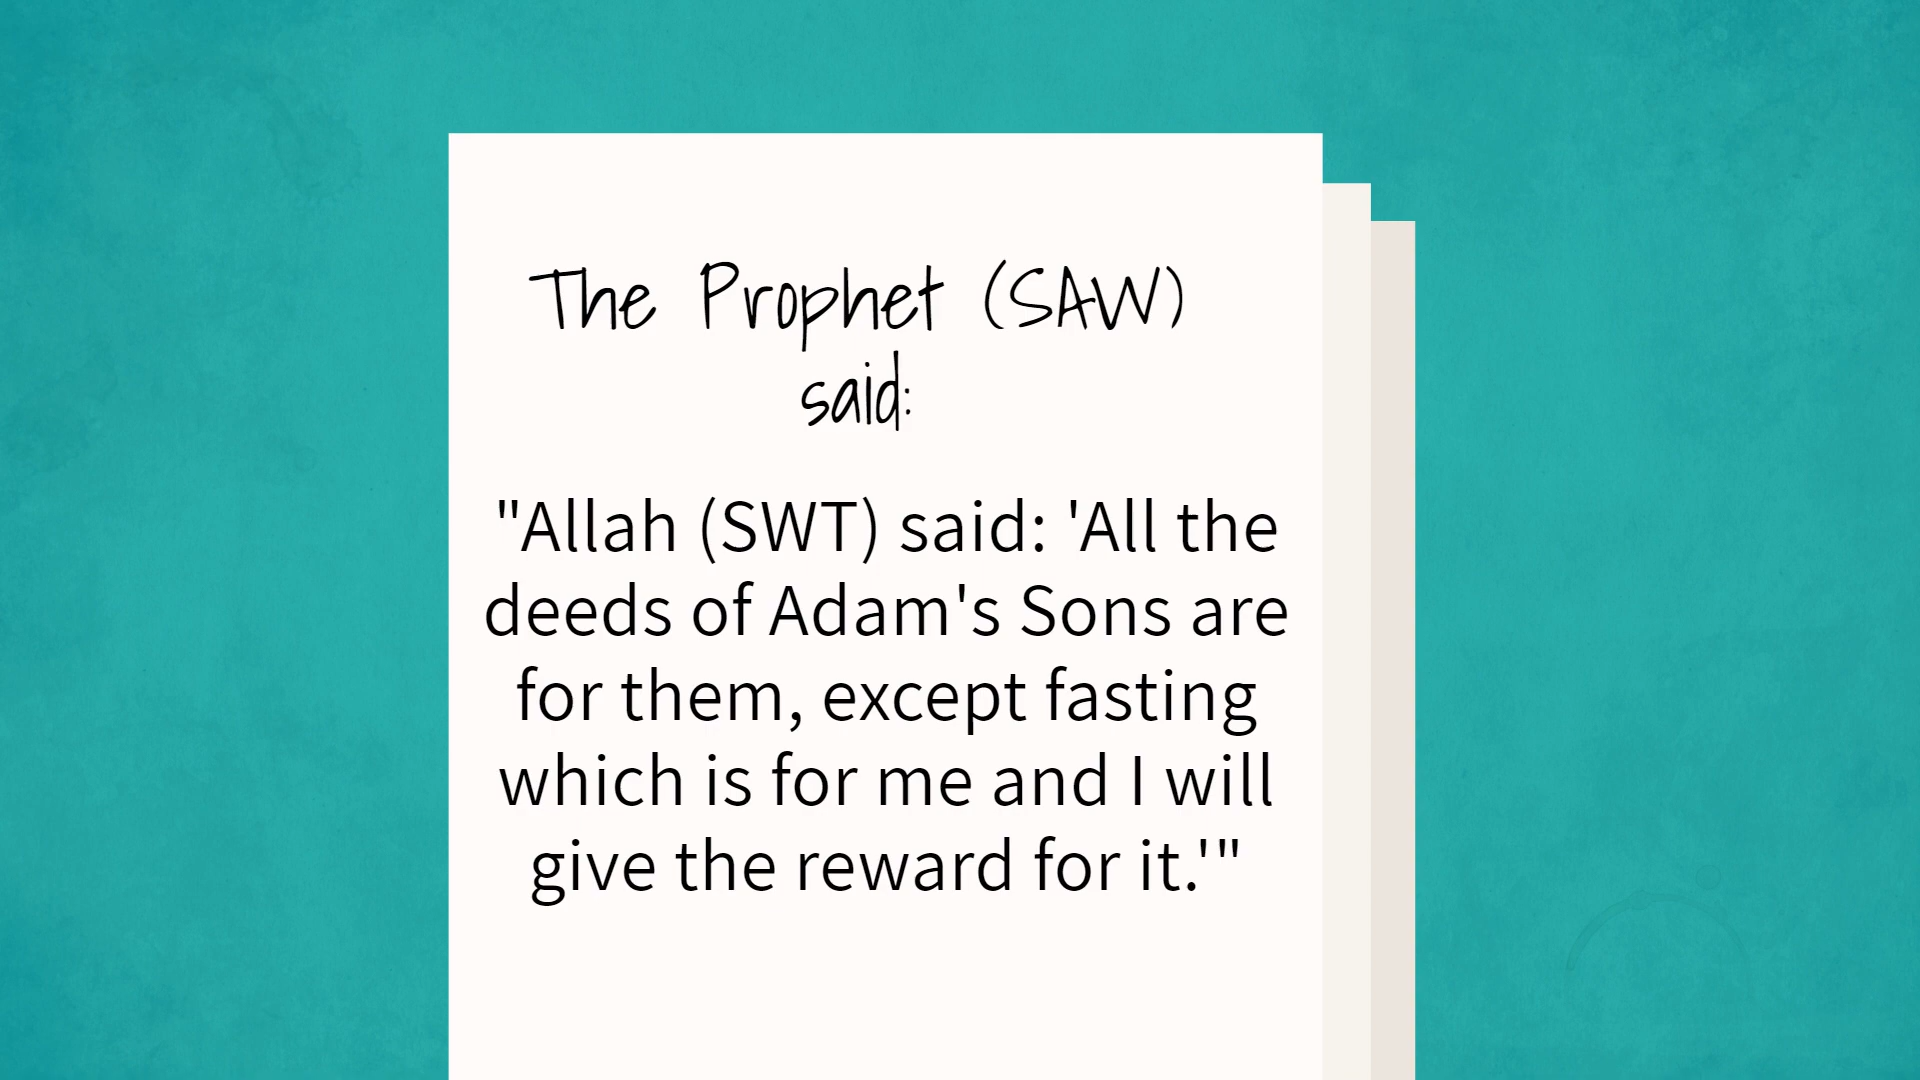 The Prophet (SAW)
said:
"Allah (SWT) said: 'All the
deeds of Adam's Sons are
for them, except fasting
which is for me and I will
give the reward for it.'"